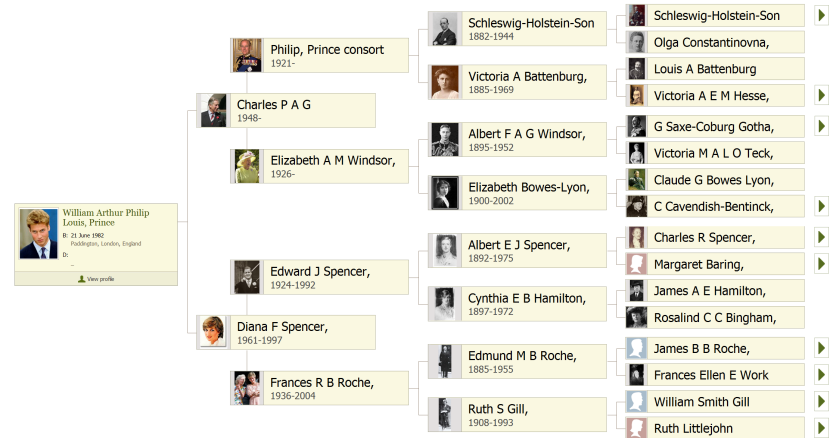 William Arthur Philip
Louis, Prince
B: 21 June 1982
Paddington, London, England
D:
–
View profile
Charles P A G
1948-
Diana F Spencer,
1961-1997
Philip, Prince consort
1921-
Elizabeth A M Windsor,
1926-
Edward J Spencer,
1924-1992
Frances R B Roche,
1936-2004
Schleswig-Holstein-Son
1882-1944
Victoria A Battenburg,
1885-1969
Albert F A G Windsor,
1895-1952
Elizabeth Bowes-Lyon,
1900-2002
Albert E J Spencer,
1892-1975
Cynthia E B Hamilton,
1897-1972
Edmund M B Roche,
1885-1955
Ruth S Gill,
1908-1993
Schleswig-Holstein-Son
Olga Constantinovna,
Louis A Battenburg
Victoria A E M Hesse,
G Saxe-Coburg Gotha,
Victoria M A L O Teck,
Claude G Bowes Lyon,
C Cavendish-Bentinck,
Charles R Spencer,
Margaret Baring,
James A E Hamilton,
Rosalind C C Bingham,
James B B Roche,
Frances Ellen E Work
William Smith Gill
Ruth Littlejohn